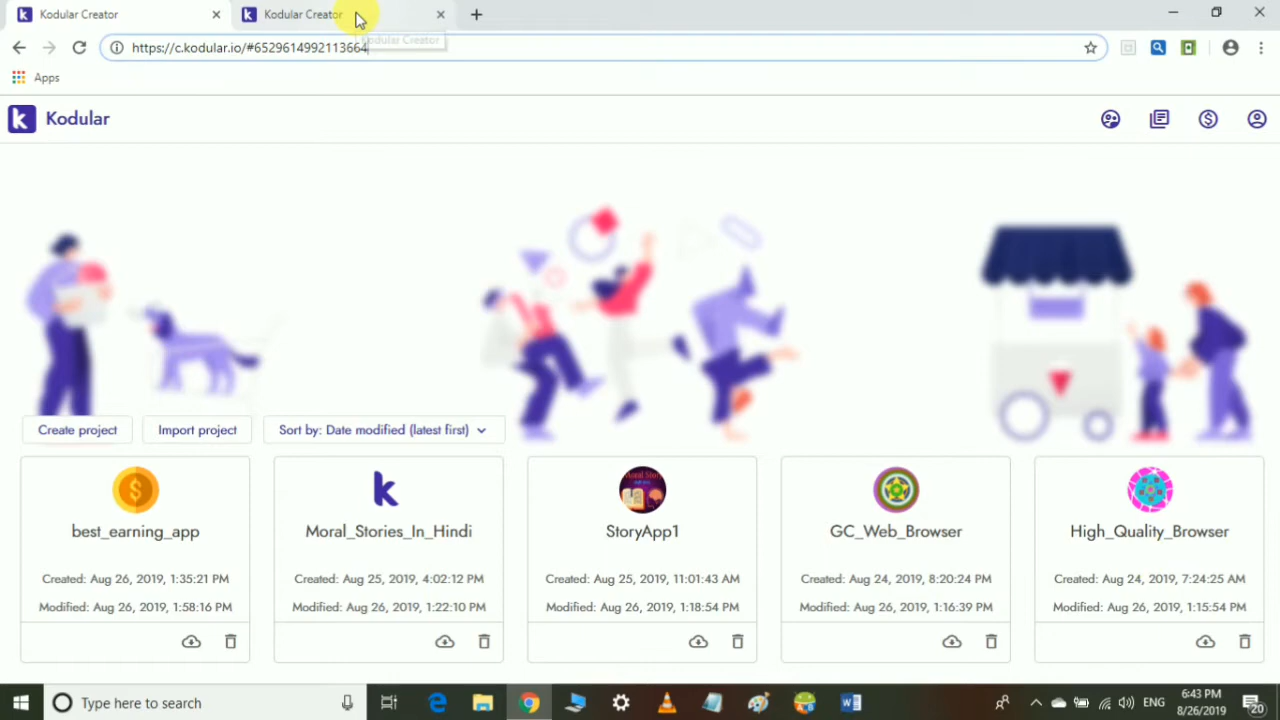 Kodular Creator
Kodular Creator
https://c.kodular.io/#6529614992113664
Kodular Creator
Apps
Kodular
Create project
Import project
Sort by: Date modified (latest first)
best_earning_app
Created: Aug 26, 2019, 1:35:21 PM
Modified: Aug 26, 2019, 1:58:16 PM
Moral_Stories_In_Hindi
Created: Aug 25, 2019, 4:02:12 PM
Modified: Aug 26, 2019, 1:22:10 PM
StoryApp1
Created: Aug 25, 2019, 11:01:43 AM
Modified: Aug 26, 2019, 1:18:54 PM
GC_Web_Browser
Created: Aug 24, 2019, 8:20:24 PM
Modified: Aug 26, 2019, 1:16:39 PM
High_Quality_Browser
Created: Aug 24, 2019, 7:24:25 AM
Modified: Aug 26, 2019, 1:15:54 PM
Type here to search
ENG
6:43 PM
8/26/2019
20